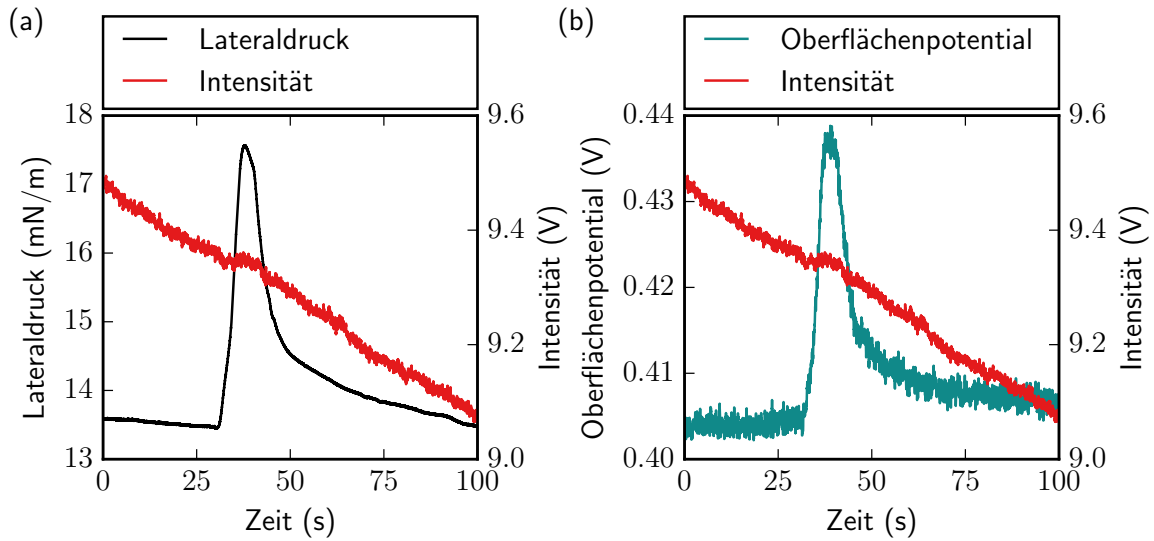 (a)
Lateraldruck
Intensität
18
17
16
15
14
13
Lateraldruck (mN/m)
9.6
9.4
9.2
9.0
Intensität (V)
0
25
50
75
100
Zeit (s)
(b)
Oberflächenpotential
Intensität
0.44
0.43
0.42
0.41
0.40
Oberflächenpotential (V)
9.6
9.4
9.2
9.0
Intensität (V)
0
25
50
75
100
Zeit (s)